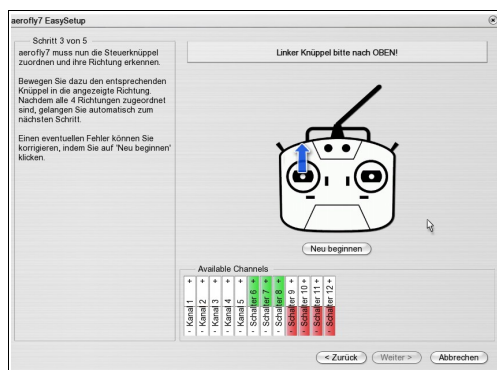 aerofly7 EasySetup
Schritt 3 von 5
aerofly7 muss nun die Steuerknüppel
zuordnen und ihre Richtung erkennen.
Bewegen Sie dazu den entsprechenden
Knüppel in die angezeigte Richtung.
Nachdem alle 4 Richtungen zugeordnet
sind, gelangen Sie automatisch zum
nächsten Schritt.
Einen eventuellen Fehler können Sie
korrigieren, indem Sie auf 'Neu beginnen'
klicken.
Linker Knüppel bitte nach OBEN!
Neu beginnen
Available Channels
- Kanal 1 +
- Kanal 2 +
- Kanal 3 +
- Kanal 4 +
- Kanal 5 +
- Schalter 6 +
- Schalter 7 +
- Schalter 8 +
- Schalter 9 +
- Schalter 10 +
- Schalter 11 +
- Schalter 12 +
< Zurück
Weiter >
Abbrechen